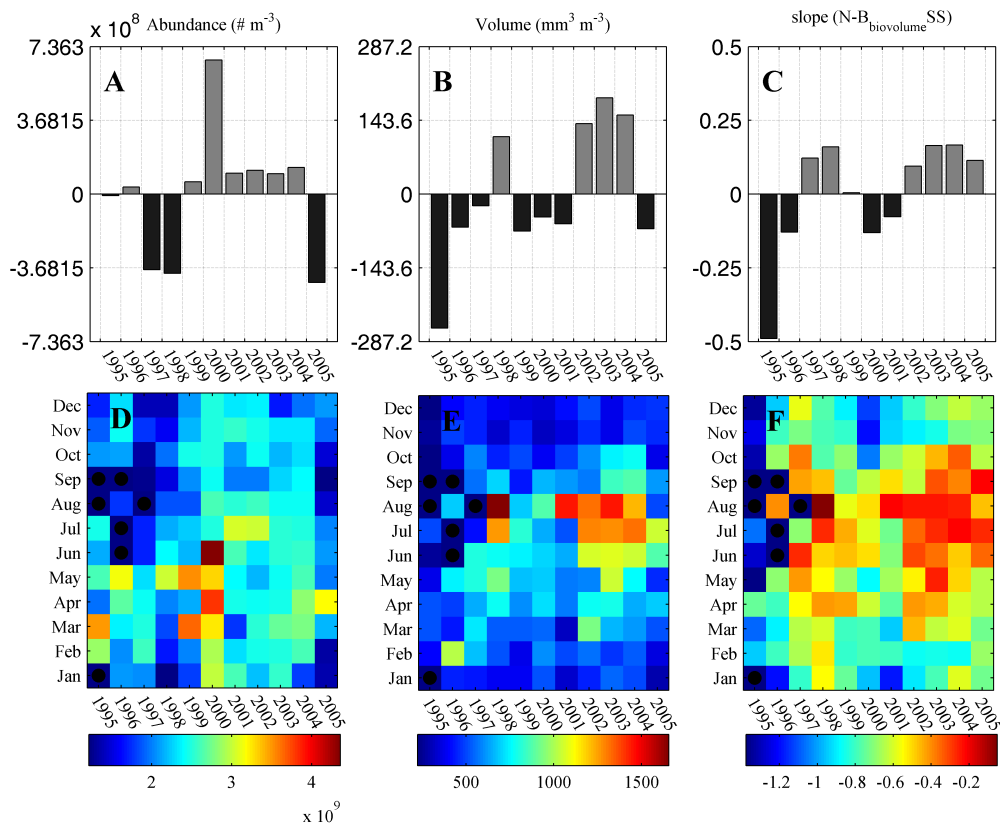 x 10⁸ Abundance (# m⁻³)
Volume (mm³ m⁻³)
slope (N-B_biovolume SS)
7.363
3.6815
0
-3.6815
-7.363
A
1995 1996 1997 1998 1999 2000 2001 2002 2003 2004 2005
287.2
143.6
0
-143.6
-287.2
B
1995 1996 1997 1998 1999 2000 2001 2002 2003 2004 2005
0.5
0.25
0
-0.25
-0.5
C
1995 1996 1997 1998 1999 2000 2001 2002 2003 2004 2005
D
Dec
Nov
Oct
Sep
Aug
Jul
Jun
May
Apr
Mar
Feb
Jan
1995 1996 1997 1998 1999 2000 2001 2002 2003 2004 2005
2 3 4
x 10⁹
E
Dec
Nov
Oct
Sep
Aug
Jul
Jun
May
Apr
Mar
Feb
Jan
1995 1996 1997 1998 1999 2000 2001 2002 2003 2004 2005
500 1000 1500
F
Dec
Nov
Oct
Sep
Aug
Jul
Jun
May
Apr
Mar
Feb
Jan
1995 1996 1997 1998 1999 2000 2001 2002 2003 2004 2005
-1.2 -1 -0.8 -0.6 -0.4 -0.2